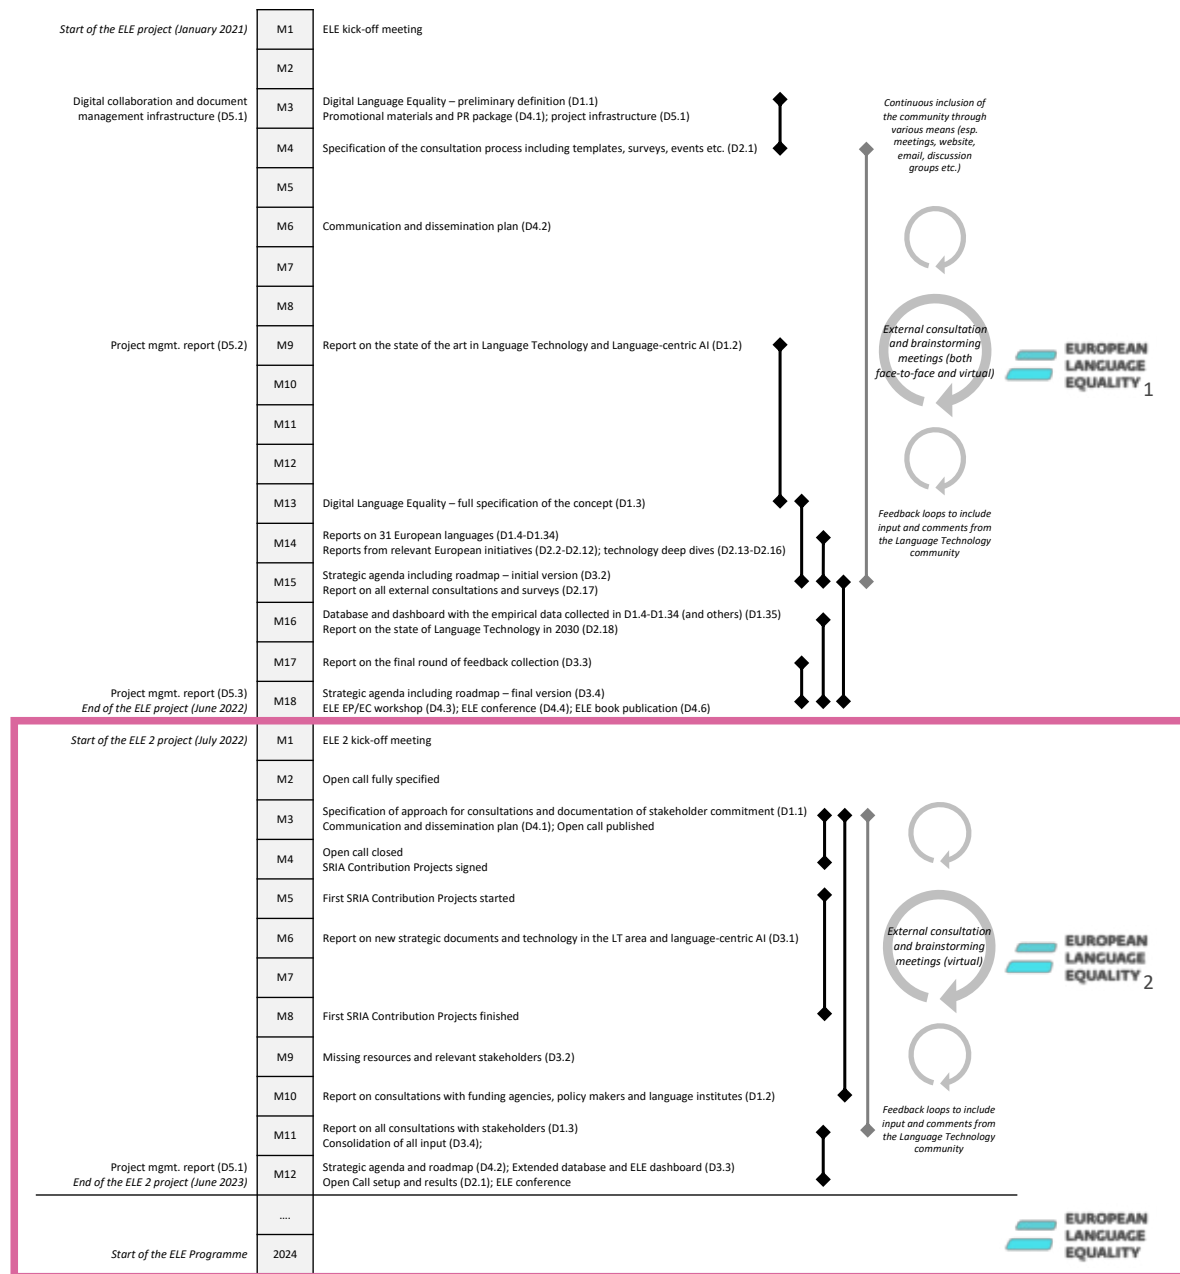 Start of the ELE project (January 2021)
M1
ELE kick-off meeting
M2
Digital collaboration and document
management infrastructure (D5.1)
M3
Digital Language Equality – preliminary definition (D1.1)
Promotional materials and PR package (D4.1); project infrastructure (D5.1)
Continuous inclusion of
the community through
various means (esp.
meetings, website,
email, discussion
groups etc.)
M4
Specification of the consultation process including templates, surveys, events etc. (D2.1)
M5
M6
Communication and dissemination plan (D4.2)
M7
M8
Project mgmt. report (D5.2)
M9
Report on the state of the art in Language Technology and Language-centric AI (D1.2)
External consultation
and brainstorming
meetings (both
face-to-face and virtual)
EUROPEAN
LANGUAGE
EQUALITY 1
M10
M11
M12
M13
Digital Language Equality – full specification of the concept (D1.3)
Feedback loops to include
input and comments from
the Language Technology
community
M14
Reports on 31 European languages (D1.4-D1.34)
Reports from relevant European initiatives (D2.2-D2.12); technology deep dives (D2.13-D2.16)
M15
Strategic agenda including roadmap – initial version (D3.2)
Report on all external consultations and surveys (D2.17)
M16
Database and dashboard with the empirical data collected in D1.4-D1.34 (and others) (D1.35)
Report on the state of Language Technology in 2030 (D2.18)
M17
Report on the final round of feedback collection (D3.3)
Project mgmt. report (D5.3)
End of the ELE project (June 2022)
M18
Strategic agenda including roadmap – final version (D3.4)
ELE EP/EC workshop (D4.3); ELE conference (D4.4); ELE book publication (D4.6)
Start of the ELE 2 project (July 2022)
M1
ELE 2 kick-off meeting
M2
Open call fully specified
M3
Specification of approach for consultations and documentation of stakeholder commitment (D1.1)
Communication and dissemination plan (D4.1); Open call published
M4
Open call closed
SRIA Contribution Projects signed
M5
First SRIA Contribution Projects started
M6
Report on new strategic documents and technology in the LT area and language-centric AI (D3.1)
External consultation
and brainstorming
meetings (virtual)
EUROPEAN
LANGUAGE
EQUALITY 2
M7
M8
First SRIA Contribution Projects finished
M9
Missing resources and relevant stakeholders (D3.2)
M10
Report on consultations with funding agencies, policy makers and language institutes (D1.2)
Feedback loops to include
input and comments from
the Language Technology
community
M11
Report on all consultations with stakeholders (D1.3)
Consolidation of all input (D3.4);
Project mgmt. report (D5.1)
End of the ELE 2 project (June 2023)
M12
Strategic agenda and roadmap (D4.2); Extended database and ELE dashboard (D3.3)
Open Call setup and results (D2.1); ELE conference
....
Start of the ELE Programme
2024
EUROPEAN
LANGUAGE
EQUALITY